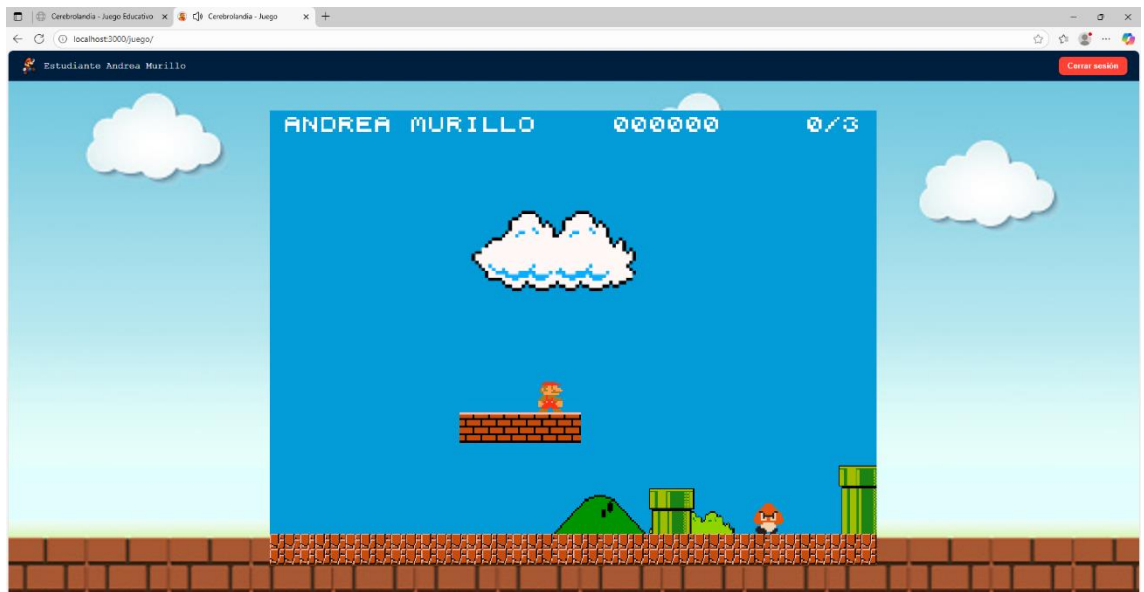 Cerebrolandia - Juego Educativo
Cerebrolandia - Juego
localhost:3000/juego/
Estudiante Andrea Murillo
Cerrar sesión
ANDREA MURILLO 000000 0/3